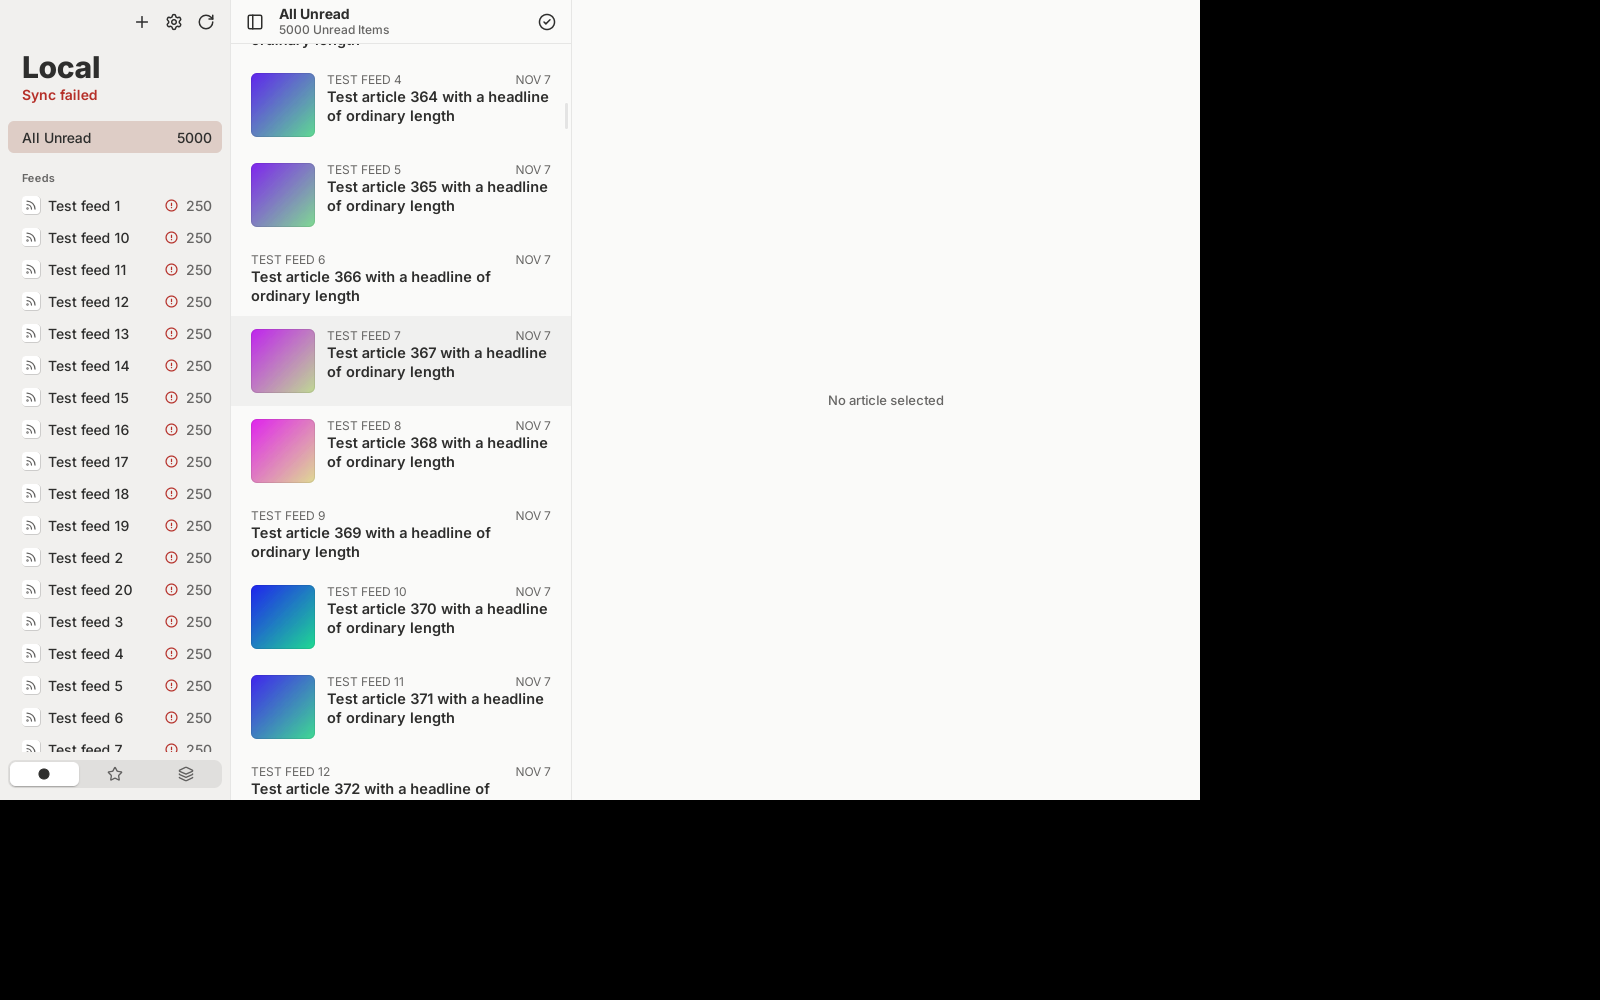 Local
Sync failed
All Unread 5000
Feeds
Test feed 1 250
Test feed 10 250
Test feed 11 250
Test feed 12 250
Test feed 13 250
Test feed 14 250
Test feed 15 250
Test feed 16 250
Test feed 17 250
Test feed 18 250
Test feed 19 250
Test feed 2 250
Test feed 20 250
Test feed 3 250
Test feed 4 250
Test feed 5 250
Test feed 6 250
Test feed 7 250
All Unread
5000 Unread Items
ordinary length
TEST FEED 4 NOV 7
Test article 364 with a headline
of ordinary length
TEST FEED 5 NOV 7
Test article 365 with a headline
of ordinary length
TEST FEED 6 NOV 7
Test article 366 with a headline of
ordinary length
TEST FEED 7 NOV 7
Test article 367 with a headline
of ordinary length
TEST FEED 8 NOV 7
Test article 368 with a headline
of ordinary length
TEST FEED 9 NOV 7
Test article 369 with a headline of
ordinary length
TEST FEED 10 NOV 7
Test article 370 with a headline
of ordinary length
TEST FEED 11 NOV 7
Test article 371 with a headline
of ordinary length
TEST FEED 12 NOV 7
Test article 372 with a headline of
No article selected